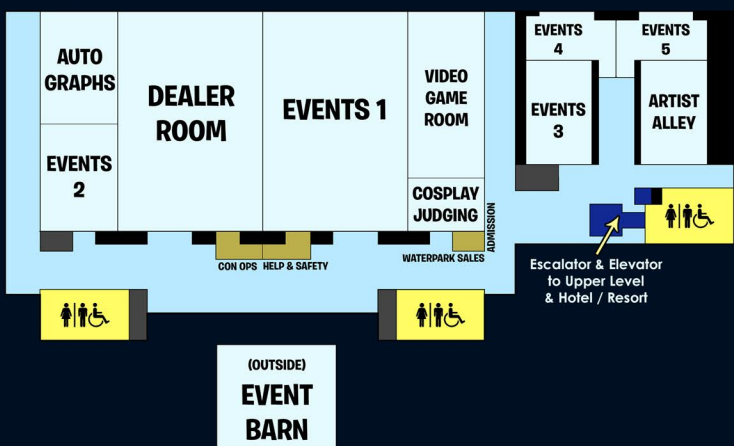 AUTO
GRAPHS
DEALER
ROOM
EVENTS 1
VIDEO
GAME
ROOM
EVENTS
4
EVENTS
5
EVENTS
3
ARTIST
ALLEY
EVENTS
2
COSPLAY
JUDGING
ADMISSION
CON OPS
HELP & SAFETY
WATERPARK SALES
Escalator & Elevator
to Upper Level
& Hotel / Resort
(OUTSIDE)
EVENT
BARN